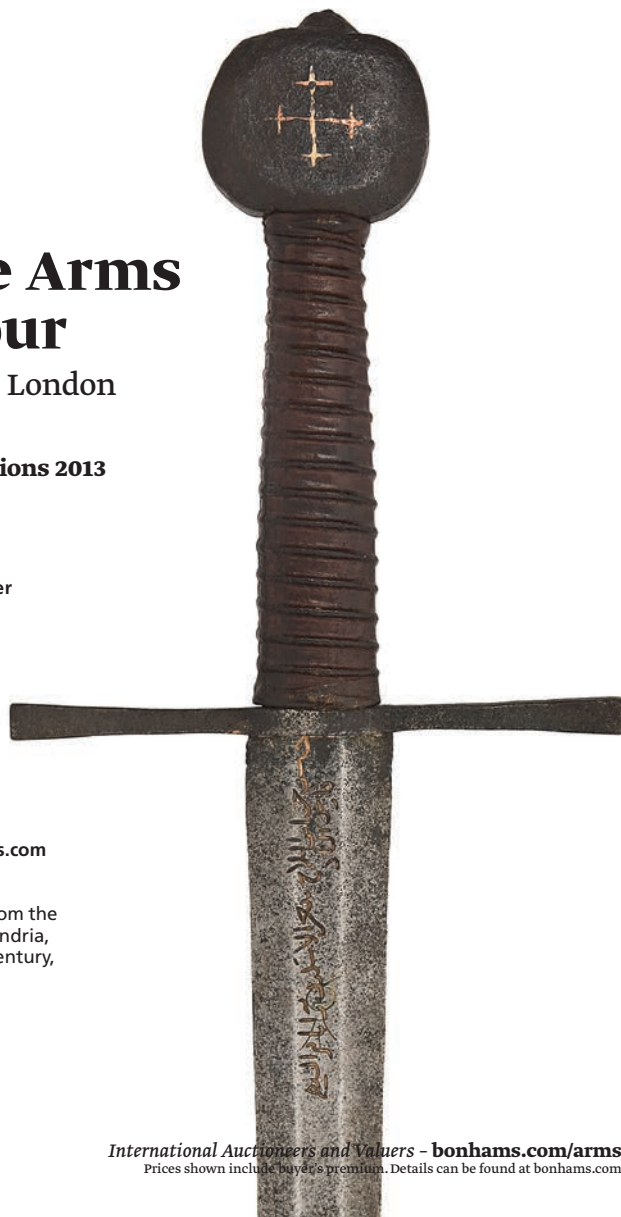 e Arms
our
London
ions 2013
er
s.com
om the
ndria,
entury,
International Auctioneers and Valuers – bonhams.com/arms
Prices shown include buyer's premium. Details can be found at bonhams.com